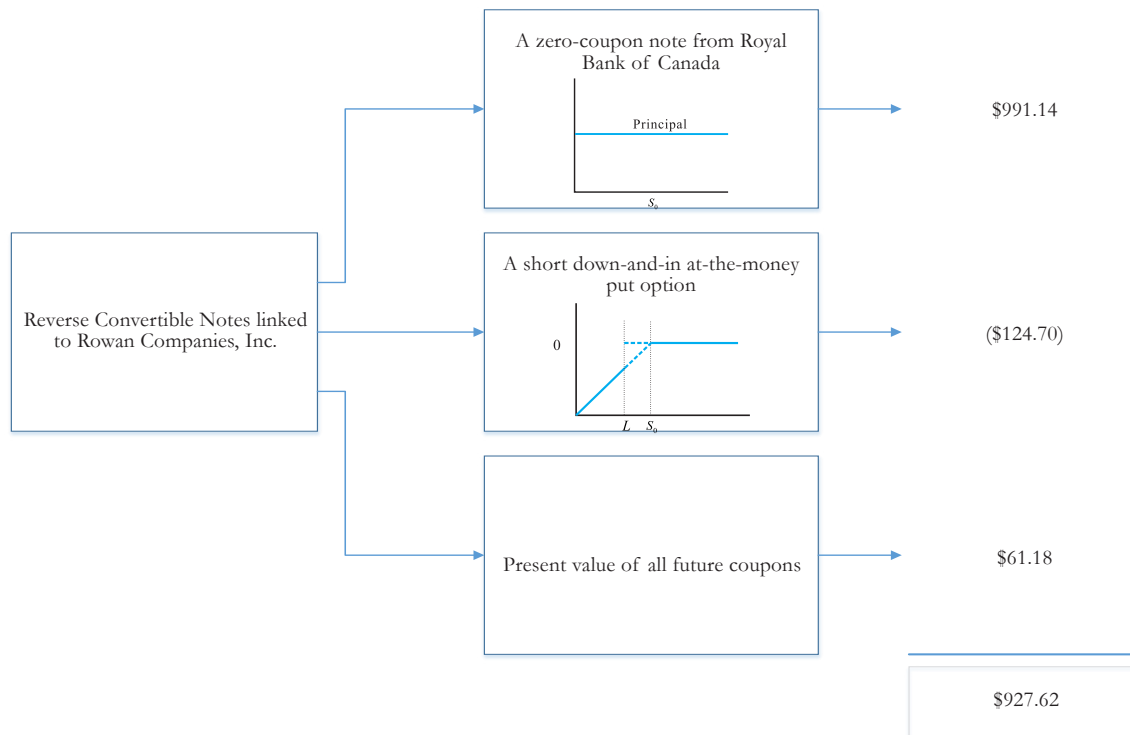 A zero-coupon note from Royal
Bank of Canada
Principal
S₀
$991.14
Reverse Convertible Notes linked
to Rowan Companies, Inc.
A short down-and-in at-the-money
put option
0
L S₀
($124.70)
Present value of all future coupons
$61.18
$927.62